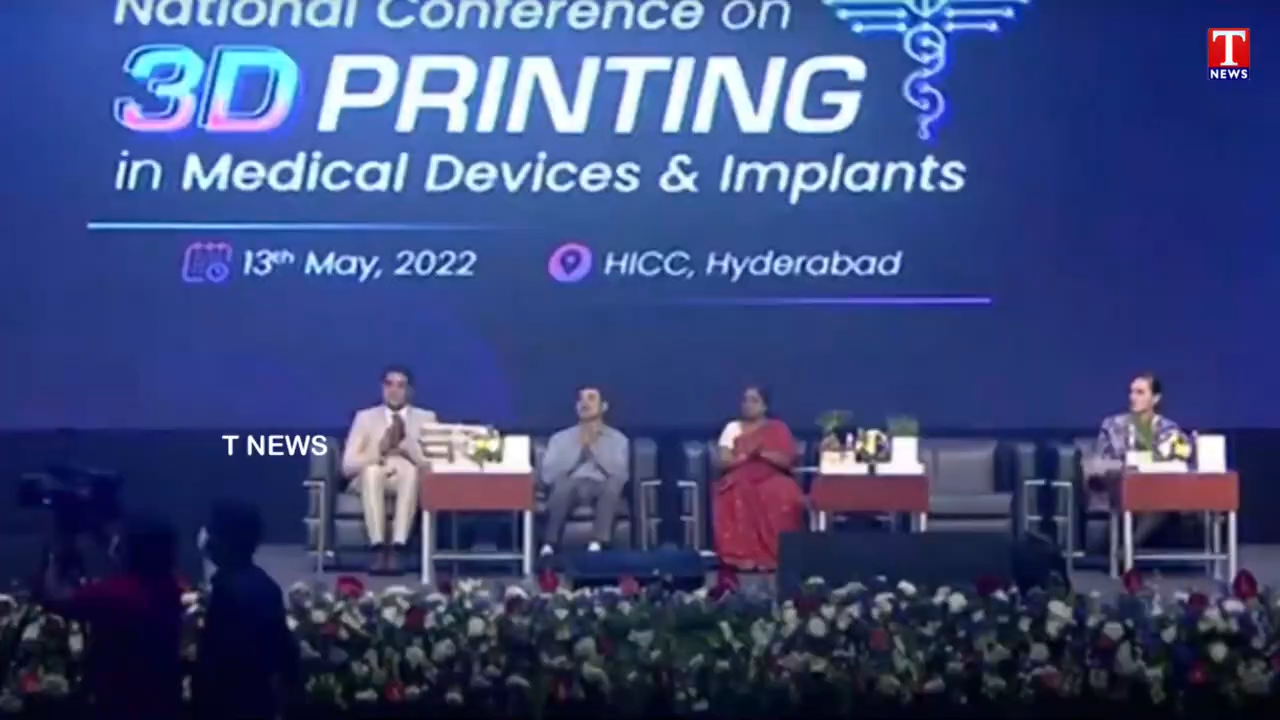 National Conference on
3D PRINTING
in Medical Devices & Implants
13th May, 2022
HICC, Hyderabad
T
NEWS
T NEWS